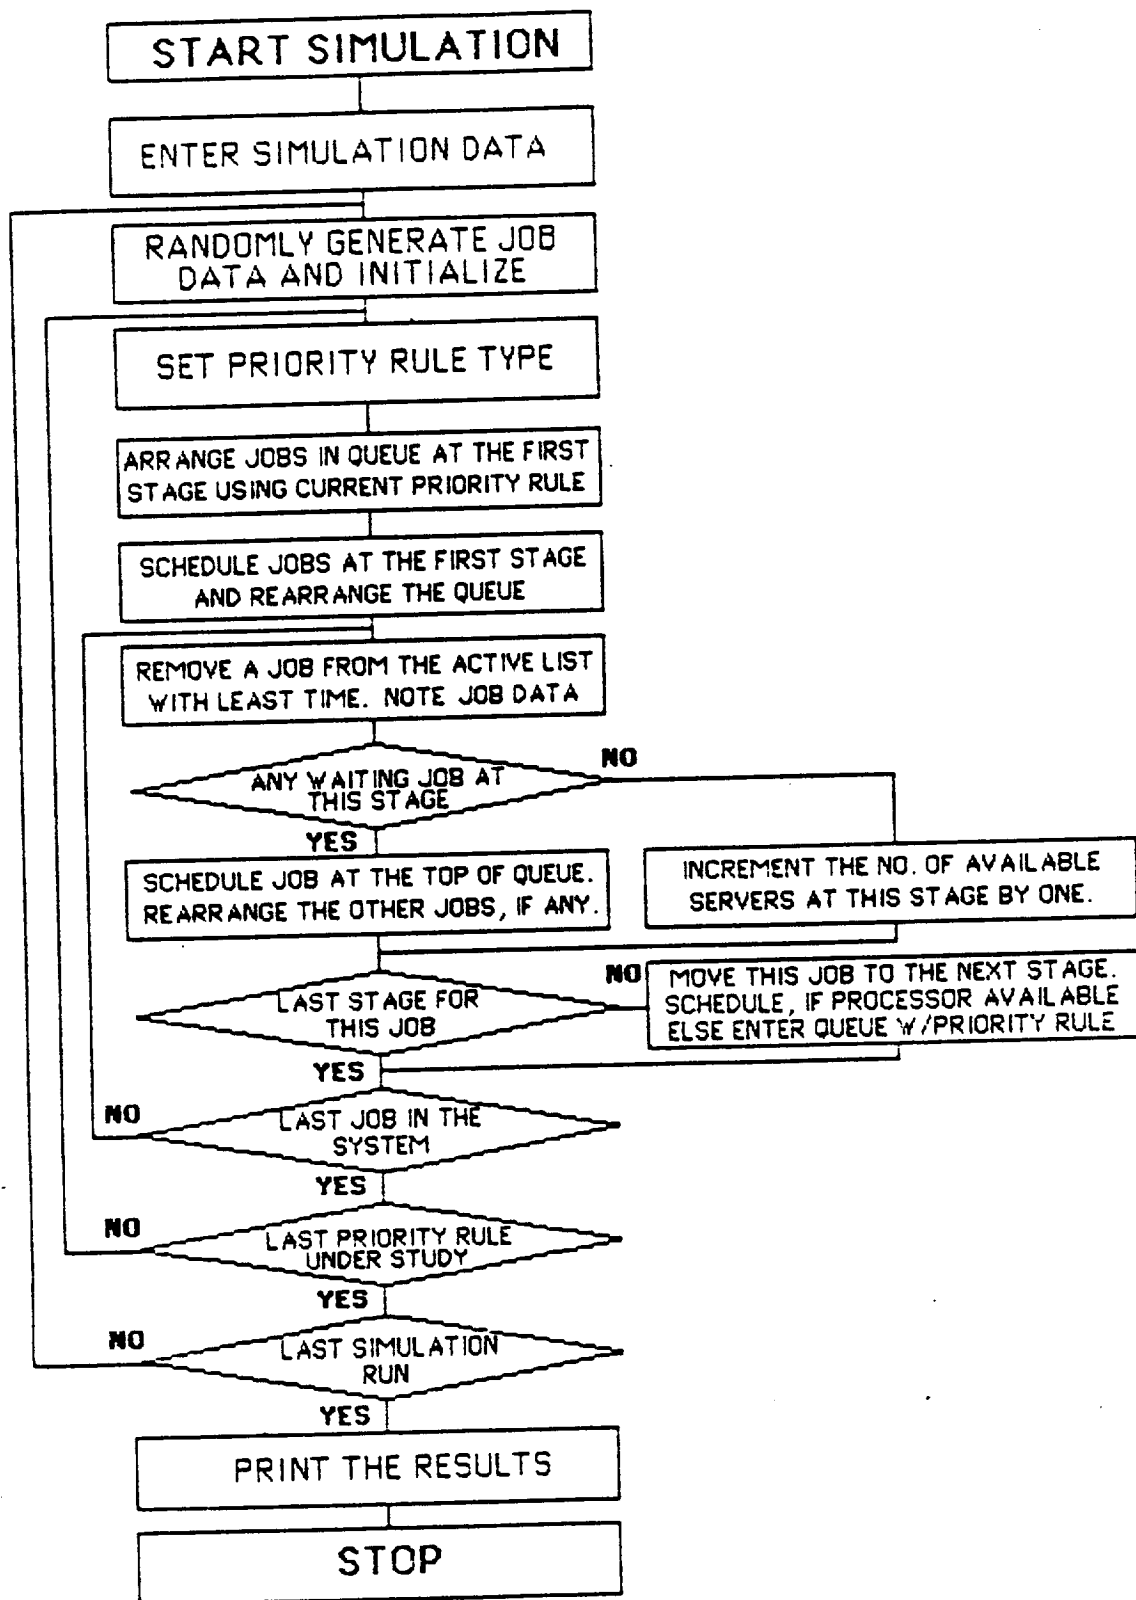 START SIMULATION
ENTER SIMULATION DATA
RANDOMLY GENERATE JOB
DATA AND INITIALIZE
SET PRIORITY RULE TYPE
ARRANGE JOBS IN QUEUE AT THE FIRST
STAGE USING CURRENT PRIORITY RULE
SCHEDULE JOBS AT THE FIRST STAGE
AND REARRANGE THE QUEUE
REMOVE A JOB FROM THE ACTIVE LIST
WITH LEAST TIME. NOTE JOB DATA
NO
ANY WAITING JOB AT
THIS STAGE
YES
SCHEDULE JOB AT THE TOP OF QUEUE.
REARRANGE THE OTHER JOBS, IF ANY.
INCREMENT THE NO. OF AVAILABLE
SERVERS AT THIS STAGE BY ONE.
NO
LAST STAGE FOR
THIS JOB
MOVE THIS JOB TO THE NEXT STAGE.
SCHEDULE, IF PROCESSOR AVAILABLE
ELSE ENTER QUEUE W/PRIORITY RULE
YES
NO
LAST JOB IN THE
SYSTEM
YES
NO
LAST PRIORITY RULE
UNDER STUDY
YES
NO
LAST SIMULATION
RUN
YES
PRINT THE RESULTS
STOP